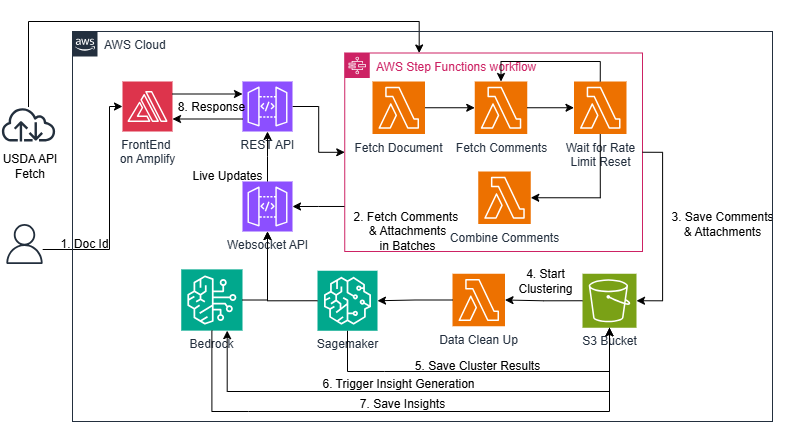 aws
AWS Cloud
AWS Step Functions workflow
8. Response
FrontEnd
on Amplify
REST API
Fetch Document
Fetch Comments
Wait for Rate
Limit Reset
USDA API
Fetch
Live Updates
Websocket API
2. Fetch Comments
& Attachments
in Batches
Combine Comments
3. Save Comments
& Attachments
1. Doc Id
4. Start
Clustering
Bedrock
Sagemaker
Data Clean Up
S3 Bucket
5. Save Cluster Results
6. Trigger Insight Generation
7. Save Insights